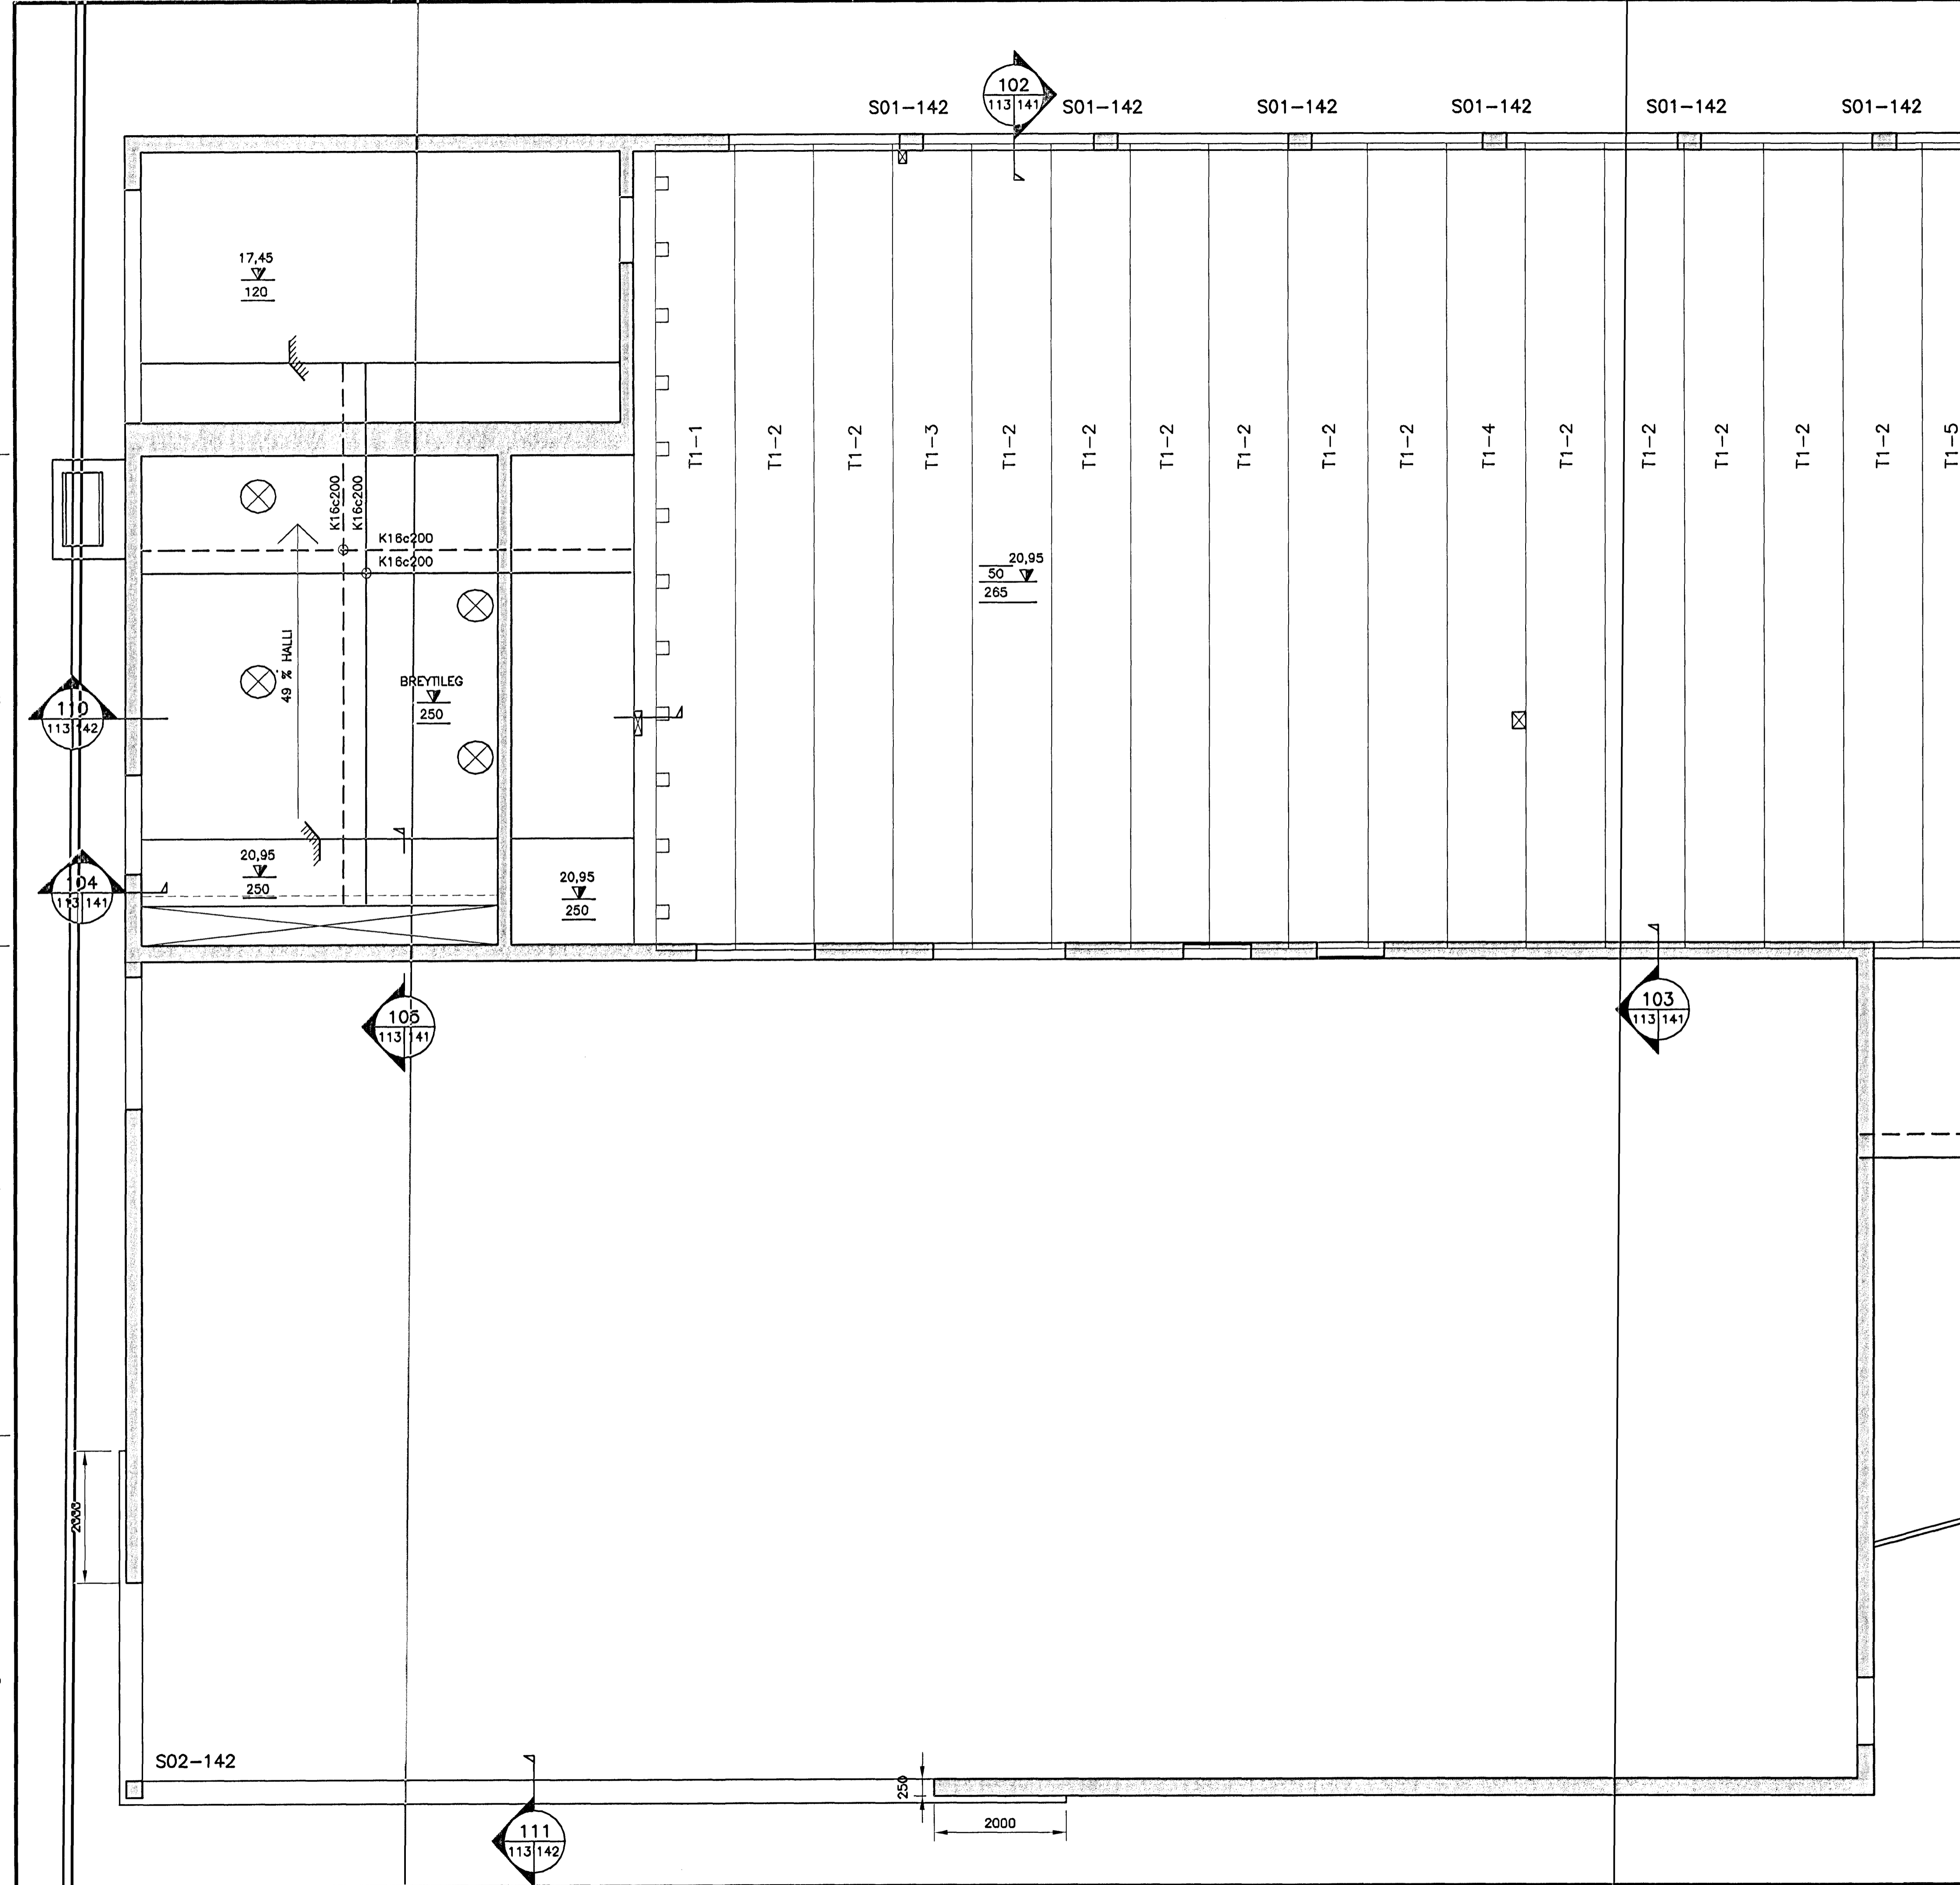 102
113 141
S01-142
S01-142
S01-142
S01-142
S01-142
S01-142
17,45
120
T1-1
T1-2
T1-2
T1-3
T1-2
T1-2
T1-2
T1-2
T1-2
T1-2
T1-4
T1-2
T1-2
T1-2
T1-2
T1-2
T1-5
K16c200
K16c200
K16c200
K16c200
20,95
50
265
49 % HALLI
BREYTILEG
250
110
113 142
20,95
250
104
113 141
20,95
250
105
113 141
103
113 141
S02-142
250
2000
111
113 142